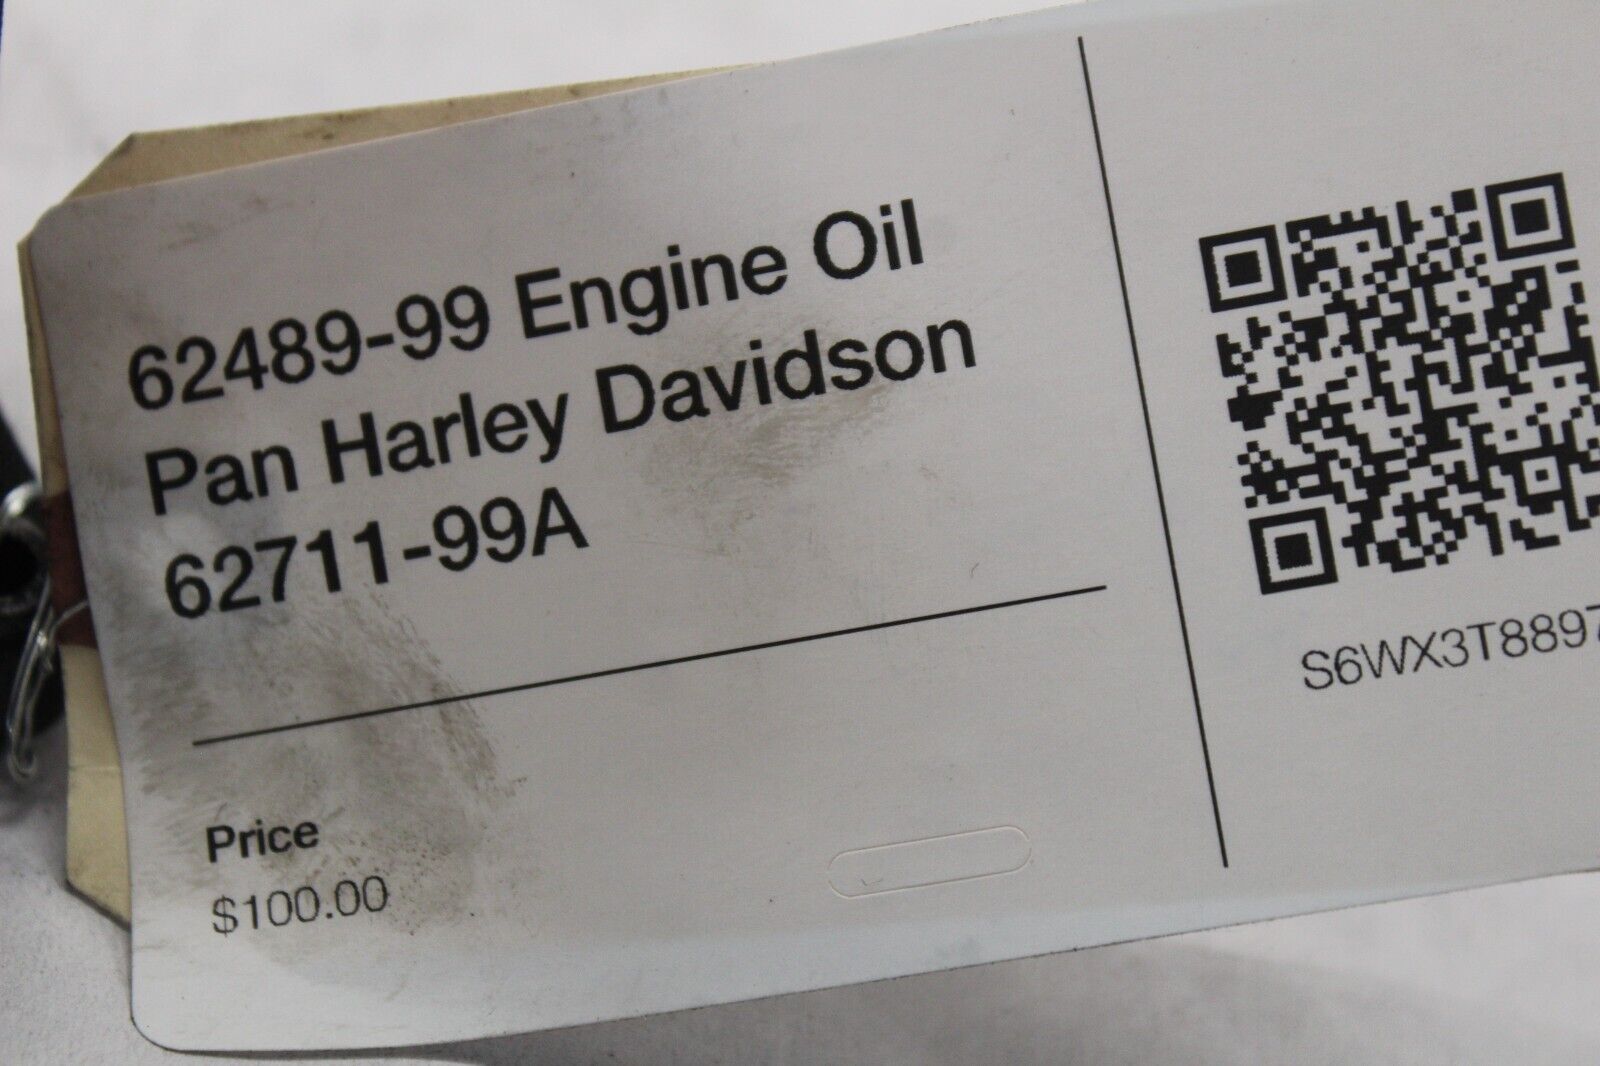 62489-99 Engine Oil
Pan Harley Davidson
62711-99A
Price
$100.00
S6WX3T8897